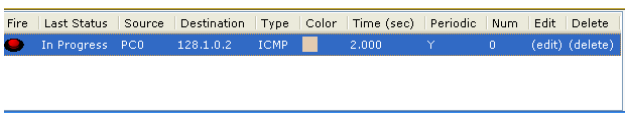 Fire Last Status Source Destination Type Color Time (sec) Periodic Num Edit Delete
In Progress PC0 128.1.0.2 ICMP 2.000 Y 0 (edit) (delete)